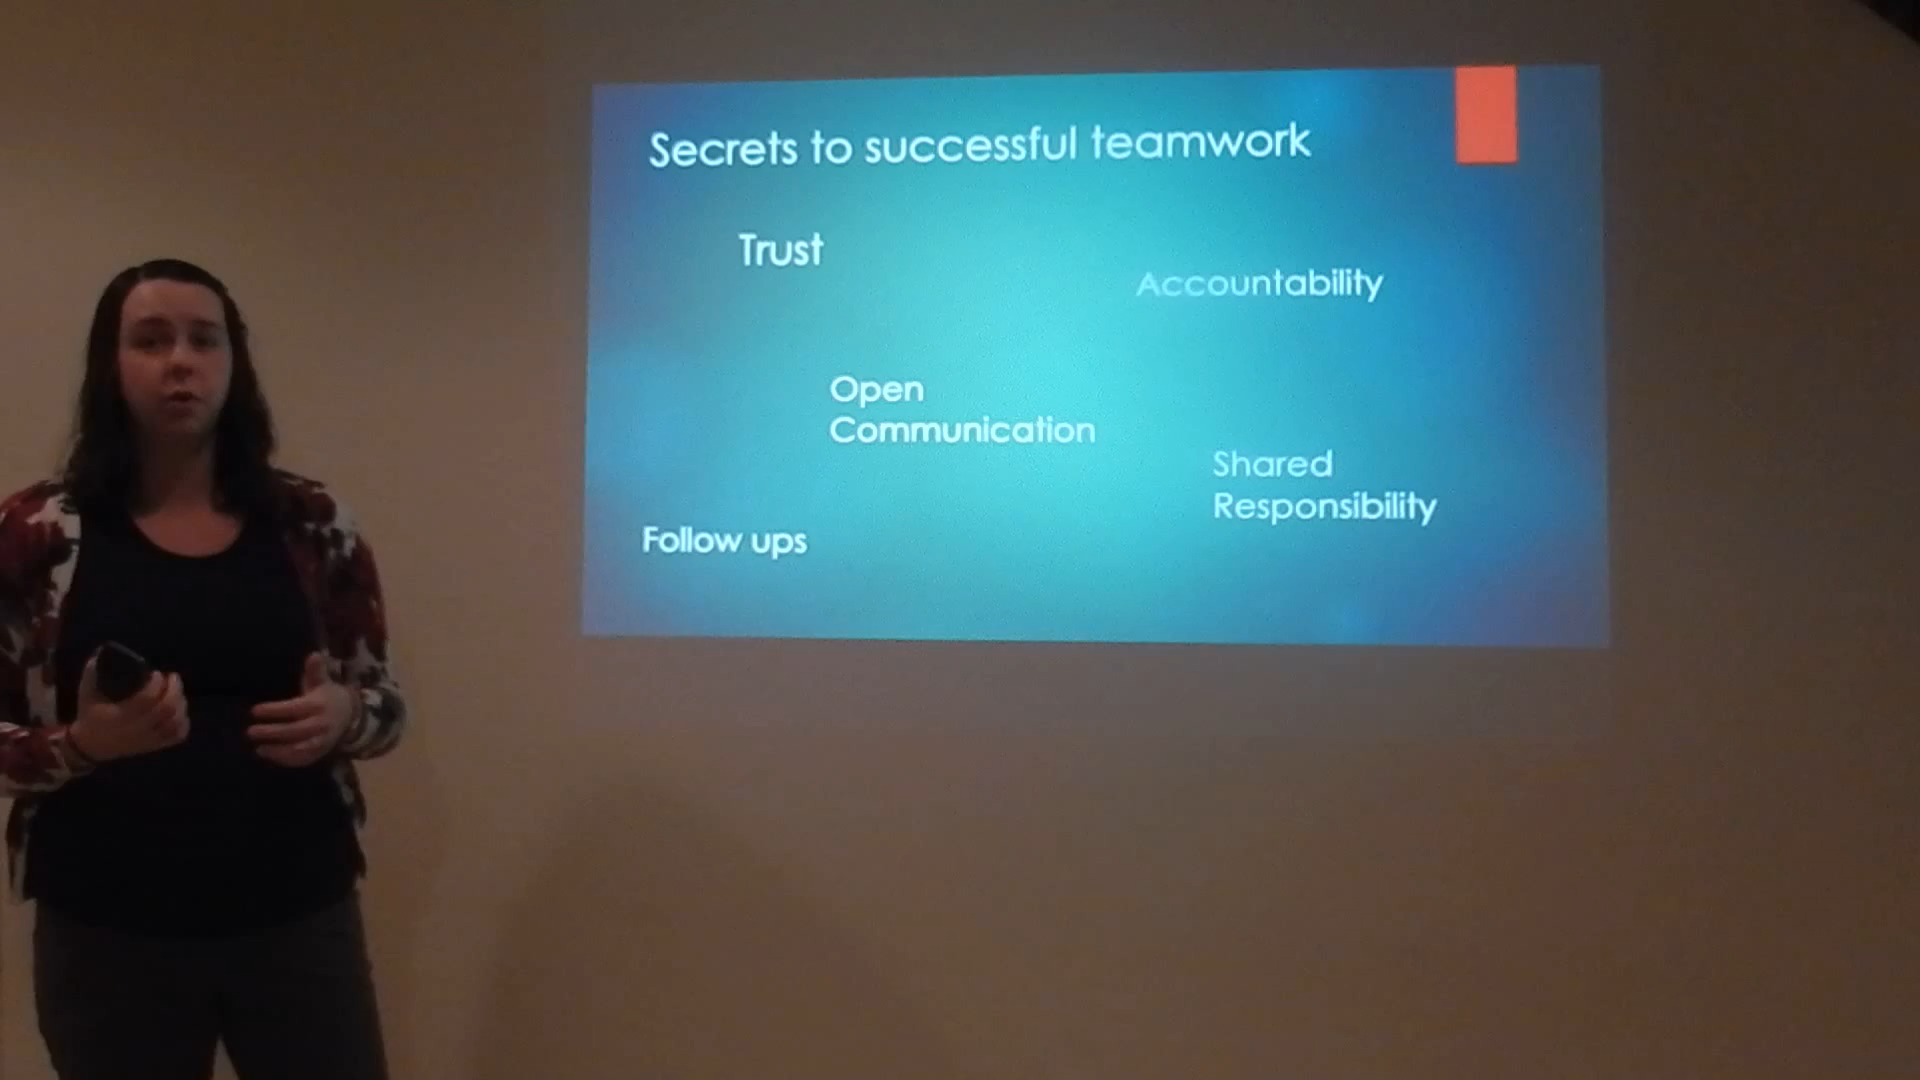 Secrets to successful teamwork
Trust
Accountability
Open
Communication
Shared
Responsibility
Follow ups